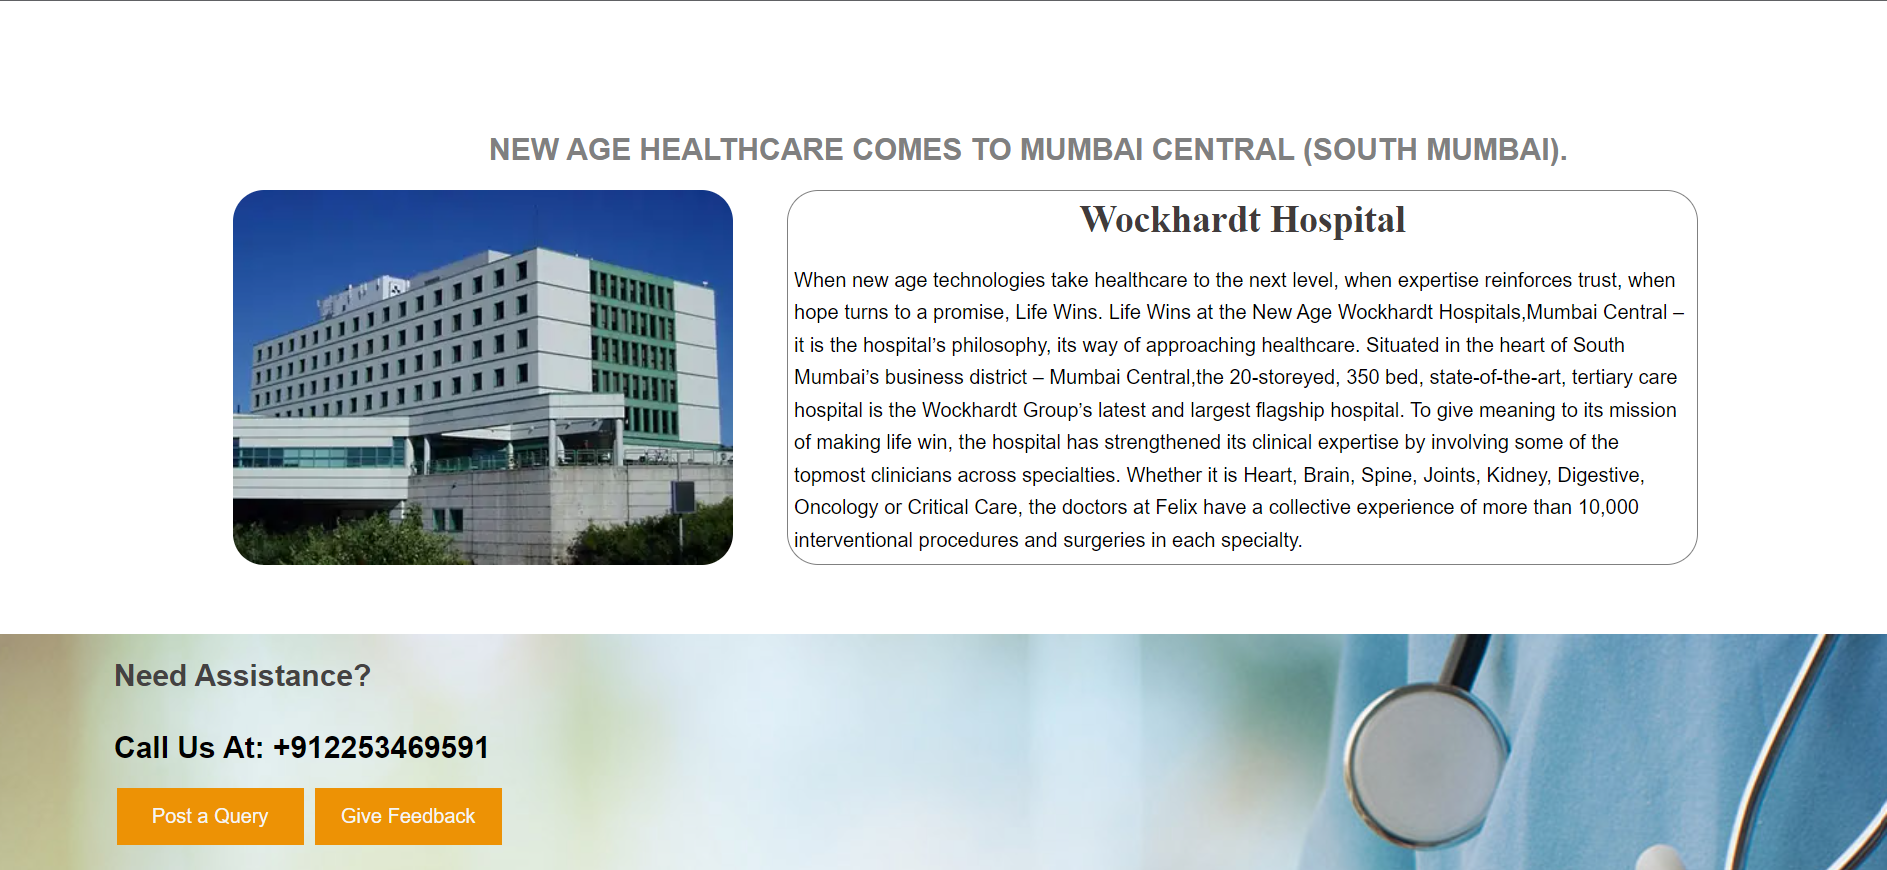 NEW AGE HEALTHCARE COMES TO MUMBAI CENTRAL (SOUTH MUMBAI).
Wockhardt Hospital
When new age technologies take healthcare to the next level, when expertise reinforces trust, when
hope turns to a promise, Life Wins. Life Wins at the New Age Wockhardt Hospitals,Mumbai Central –
it is the hospital’s philosophy, its way of approaching healthcare. Situated in the heart of South
Mumbai’s business district – Mumbai Central,the 20-storeyed, 350 bed, state-of-the-art, tertiary care
hospital is the Wockhardt Group’s latest and largest flagship hospital. To give meaning to its mission
of making life win, the hospital has strengthened its clinical expertise by involving some of the
topmost clinicians across specialties. Whether it is Heart, Brain, Spine, Joints, Kidney, Digestive,
Oncology or Critical Care, the doctors at Felix have a collective experience of more than 10,000
interventional procedures and surgeries in each specialty.
Need Assistance?
Call Us At: +912253469591
Post a Query
Give Feedback